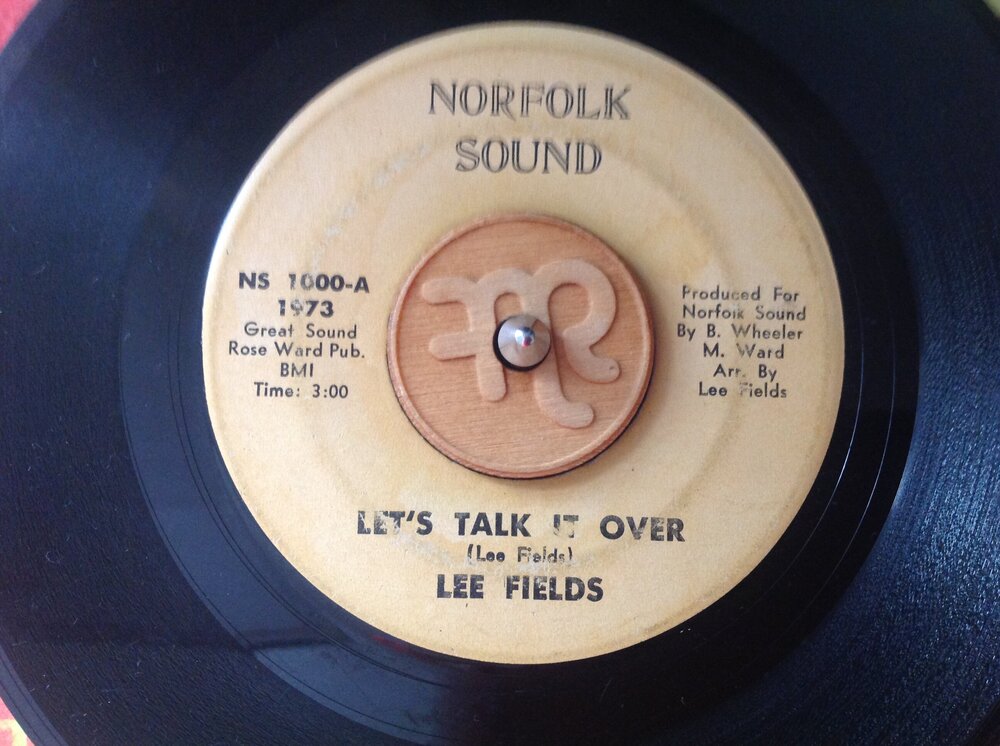 NORFOLK
SOUND
NS 1000-A
1973
Great Sound
Rose Ward Pub.
BMI
Time: 3:00
Produced For
Norfolk Sound
By B. Wheeler
M. Ward
Arr. By
Lee Fields
LET'S TALK IT OVER
(Lee Fields)
LEE FIELDS